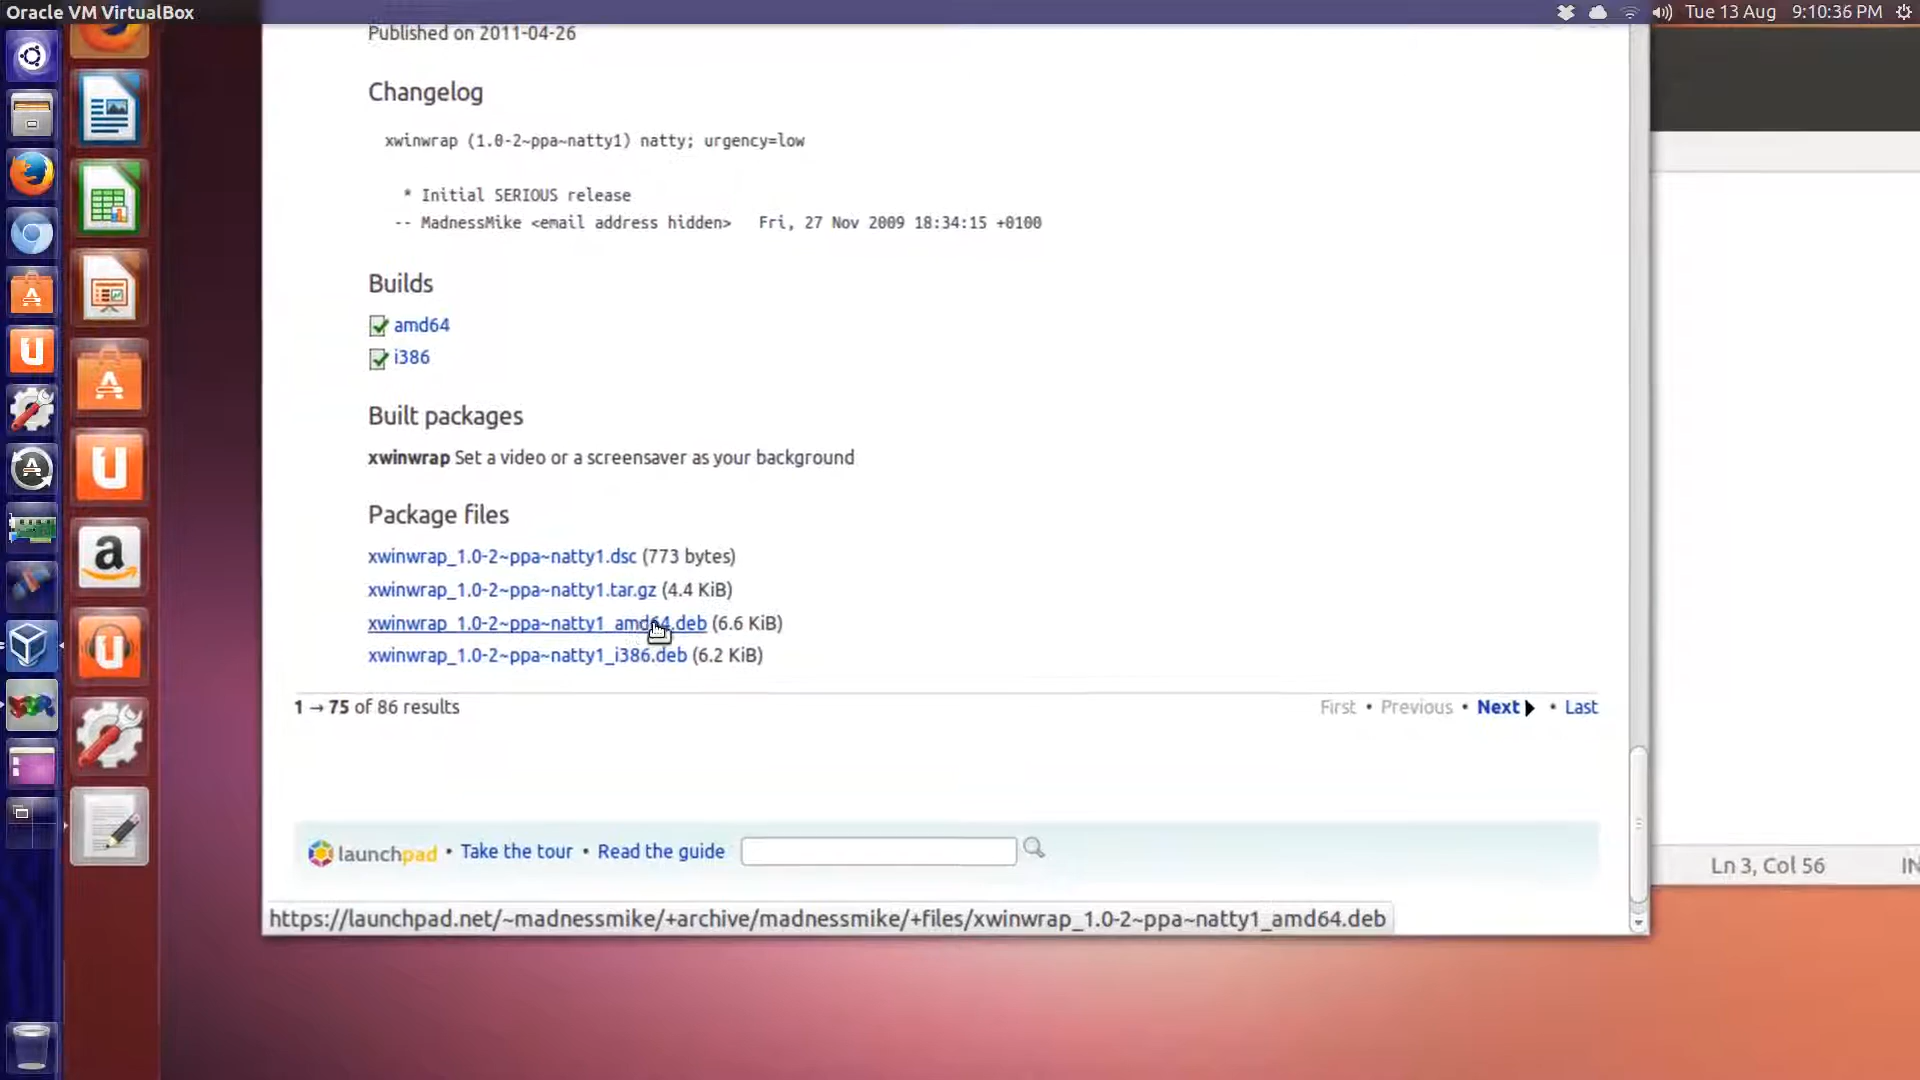 Oracle VM VirtualBox
Tue 13 Aug 9:10:36 PM
Published on 2011-04-26
Changelog
xwinwrap (1.0-2~ppa~natty1) natty; urgency=low
* Initial SERIOUS release
-- MadnessMike <email address hidden> Fri, 27 Nov 2009 18:34:15 +0100
Builds
amd64
i386
Built packages
xwinwrap Set a video or a screensaver as your background
Package files
xwinwrap_1.0-2~ppa~natty1.dsc (773 bytes)
xwinwrap_1.0-2~ppa~natty1.tar.gz (4.4 KiB)
xwinwrap_1.0-2~ppa~natty1_amd64.deb (6.6 KiB)
xwinwrap_1.0-2~ppa~natty1_i386.deb (6.2 KiB)
1 → 75 of 86 results
First • Previous • Next • Last
launchpad • Take the tour • Read the guide
Ln 3, Col 56 IN
https://launchpad.net/~madnessmike/+archive/madnessmike/+files/xwinwrap_1.0-2~ppa~natty1_amd64.deb